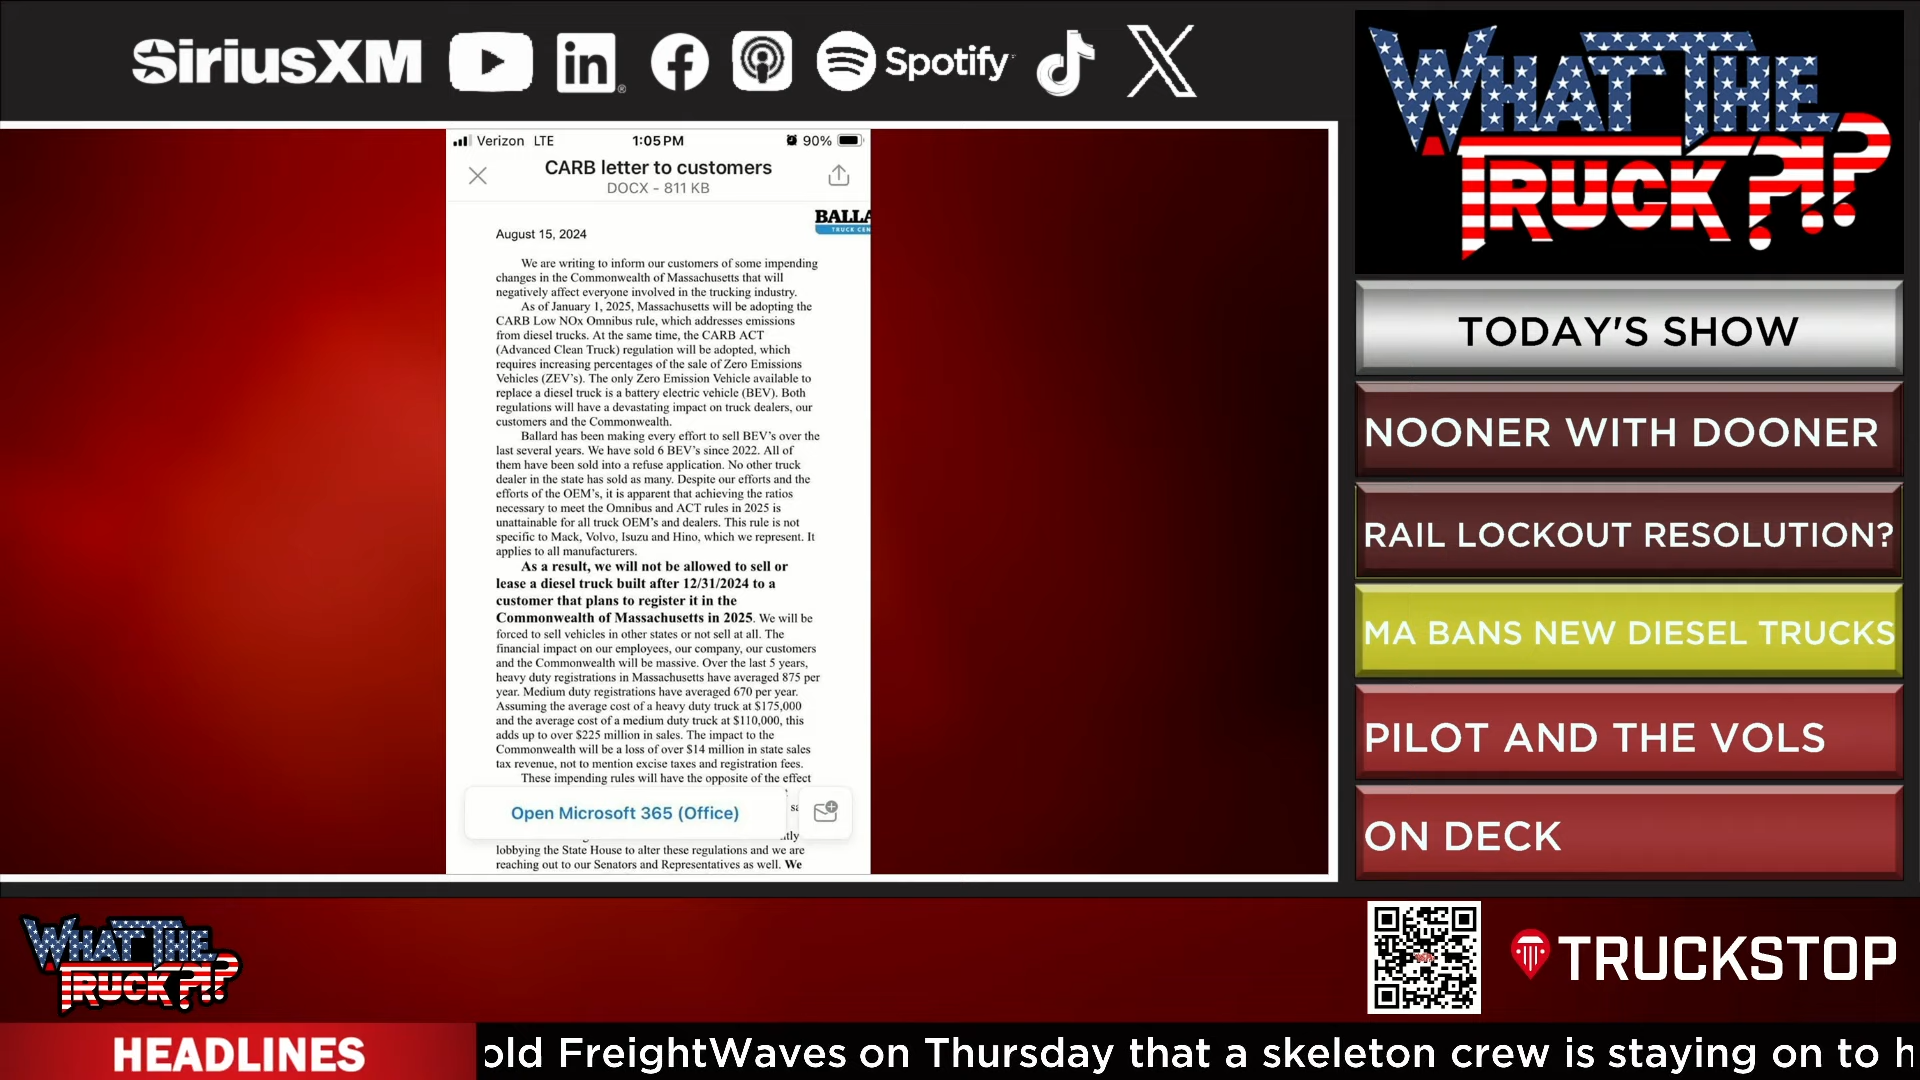 SiriusXM
Spotify
WHAT THE
TRUCK?!?
TODAY'S SHOW
NOONER WITH DOONER
RAIL LOCKOUT RESOLUTION?
MA BANS NEW DIESEL TRUCKS
PILOT AND THE VOLS
ON DECK
Verizon LTE 1:05 PM 90%
CARB letter to customers
DOCX - 811 KB
August 15, 2024
We are writing to inform our customers of some impending
changes in the Commonwealth of Massachusetts that will
negatively affect everyone involved in the trucking industry.
As of January 1, 2025, Massachusetts will be adopting the
CARB Low NOx Omnibus rule, which addresses emissions
from diesel trucks. At the same time, the CARB ACT
(Advanced Clean Truck) regulation will be adopted, which
requires increasing percentages of the sale of Zero Emissions
Vehicles (ZEV's). The only Zero Emission Vehicle available to
replace a diesel truck is a battery electric vehicle (BEV). Both
regulations will have a devastating impact on truck dealers, our
customers and the Commonwealth.
Ballard has been making every effort to sell BEV's over the
last several years. We have sold 6 BEV's since 2022. All of
them have been sold into a refuse application. No other truck
dealer in the state has sold as many. Despite our efforts and the
efforts of the OEM's, it is apparent that achieving the ratios
necessary to meet the Omnibus and ACT rules in 2025 is
unattainable for all truck OEM's and dealers. This rule is not
specific to Mack, Volvo, Isuzu and Hino, which we represent. It
applies to all manufacturers.
As a result, we will not be allowed to sell or
lease a diesel truck built after 12/31/2024 to a
customer that plans to register it in the
Commonwealth of Massachusetts in 2025. We will be
forced to sell vehicles in other states or not sell at all. The
financial impact on our employees, our company, our customers
and the Commonwealth will be massive. Over the last 5 years,
heavy duty registrations in Massachusetts have averaged 875 per
year. Medium duty registrations have averaged 670 per year.
Assuming the average cost of a heavy duty truck at $175,000
and the average cost of a medium duty truck at $110,000, this
adds up to over $225 million in sales. The impact to the
Commonwealth will be a loss of over $14 million in state sales
tax revenue, not to mention excise taxes and registration fees.
These impending rules will have the opposite of the effect
Open Microsoft 365 (Office)
lobbying the State House to alter these regulations and we are
reaching out to our Senators and Representatives as well. We
WHAT THE
TRUCK?!?
TRUCKSTOP
HEADLINES
old FreightWaves on Thursday that a skeleton crew is staying on to h